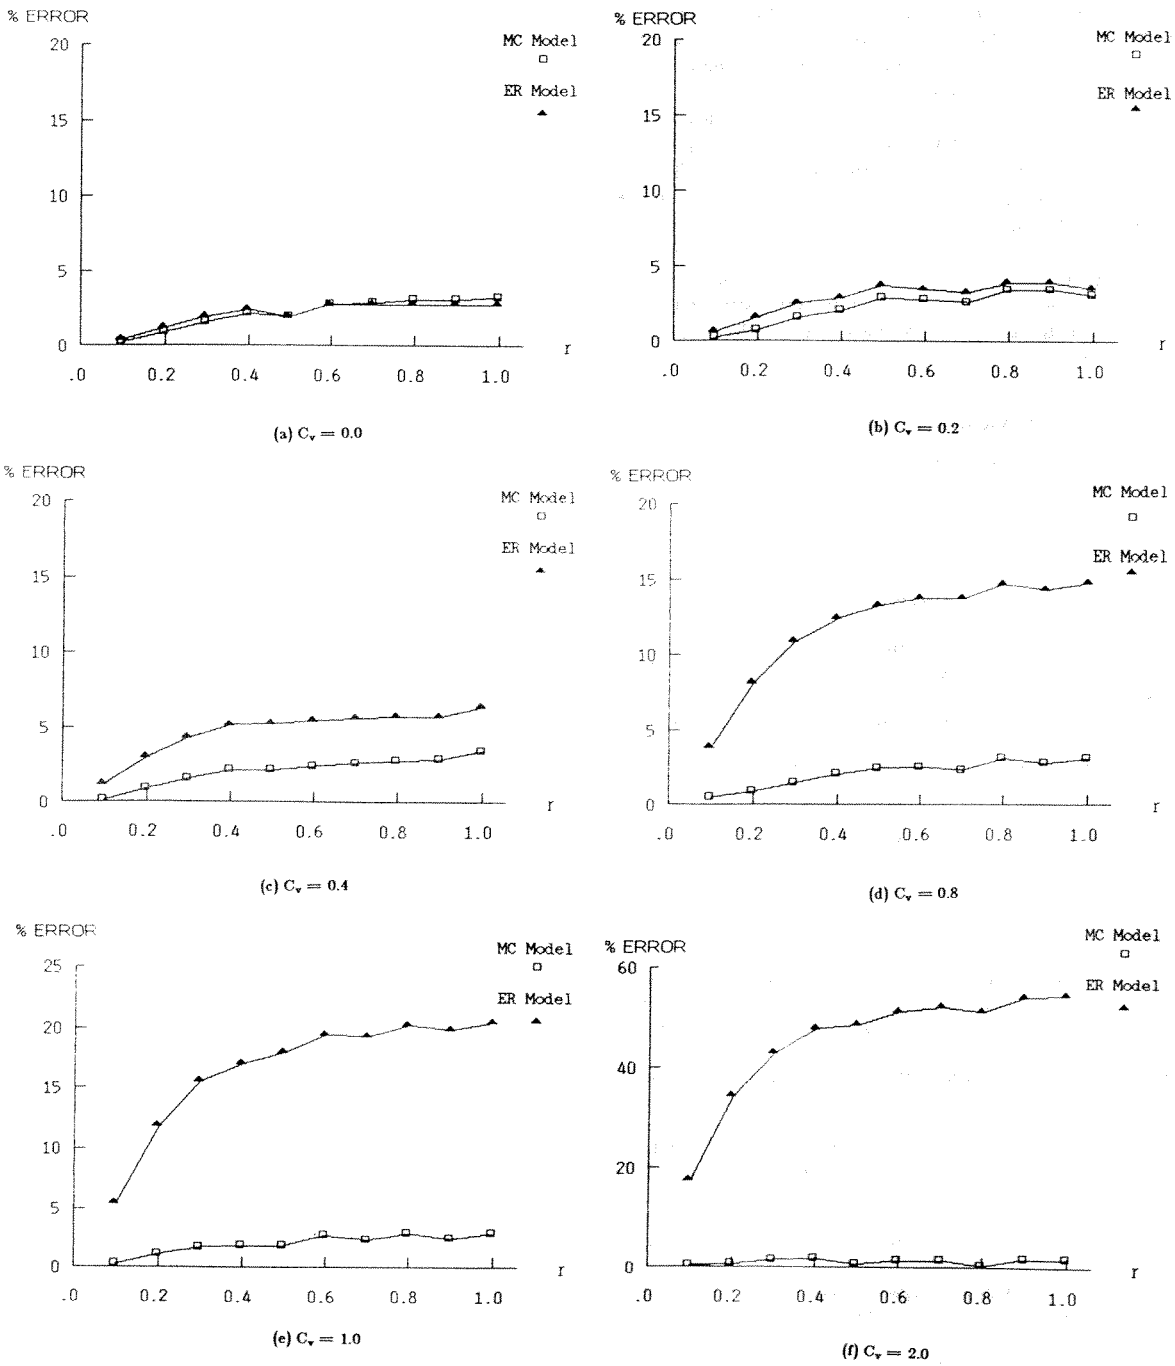 % ERROR
MC Model
ER Model
20
15
10
5
0
.0 0.2 0.4 0.6 0.8 1.0
r
(a) Cᵥ = 0.0
% ERROR
MC Model
ER Model
20
15
10
5
0
.0 0.2 0.4 0.6 0.8 1.0
r
(b) Cᵥ = 0.2
% ERROR
MC Model
ER Model
20
15
10
5
0
.0 0.2 0.4 0.6 0.8 1.0
r
(c) Cᵥ = 0.4
% ERROR
MC Model
ER Model
20
15
10
5
0
.0 0.2 0.4 0.6 0.8 1.0
r
(d) Cᵥ = 0.8
% ERROR
MC Model
ER Model
25
20
15
10
5
0
.0 0.2 0.4 0.6 0.8 1.0
r
(e) Cᵥ = 1.0
% ERROR
MC Model
ER Model
60
40
20
0
.0 0.2 0.4 0.6 0.8 1.0
r
(f) Cᵥ = 2.0